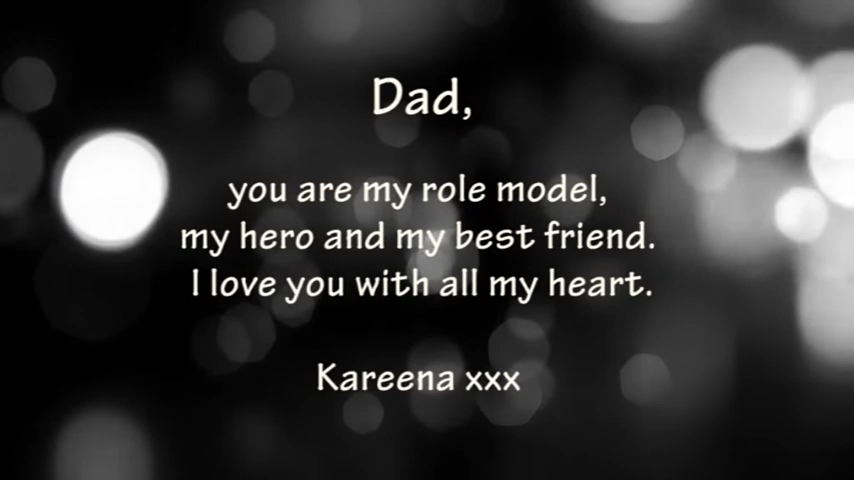 Dad,
you are my role model,
my hero and my best friend.
I love you with all my heart.
Kareena xxx